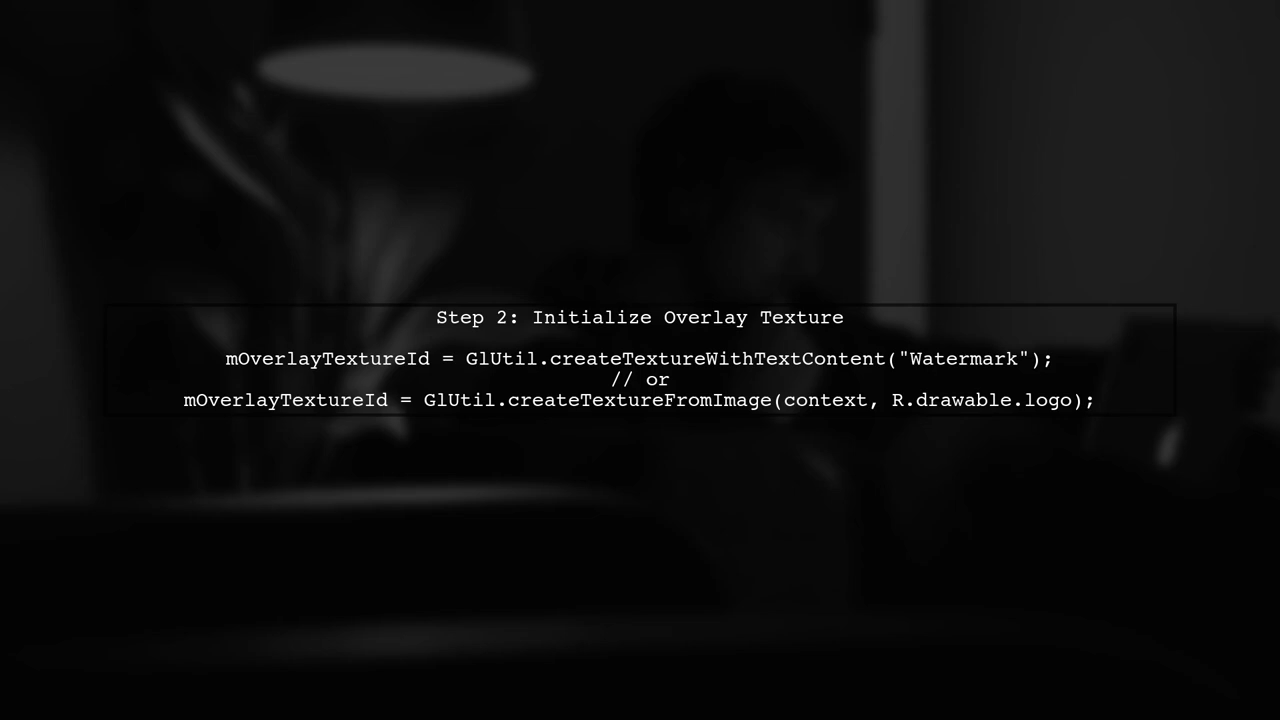 Step 2: Initialize Overlay Texture
mOverlayTextureId = GlUtil.createTextureWithTextContent("Watermark");
// or
mOverlayTextureId = GlUtil.createTextureFromImage(context, R.drawable.logo);